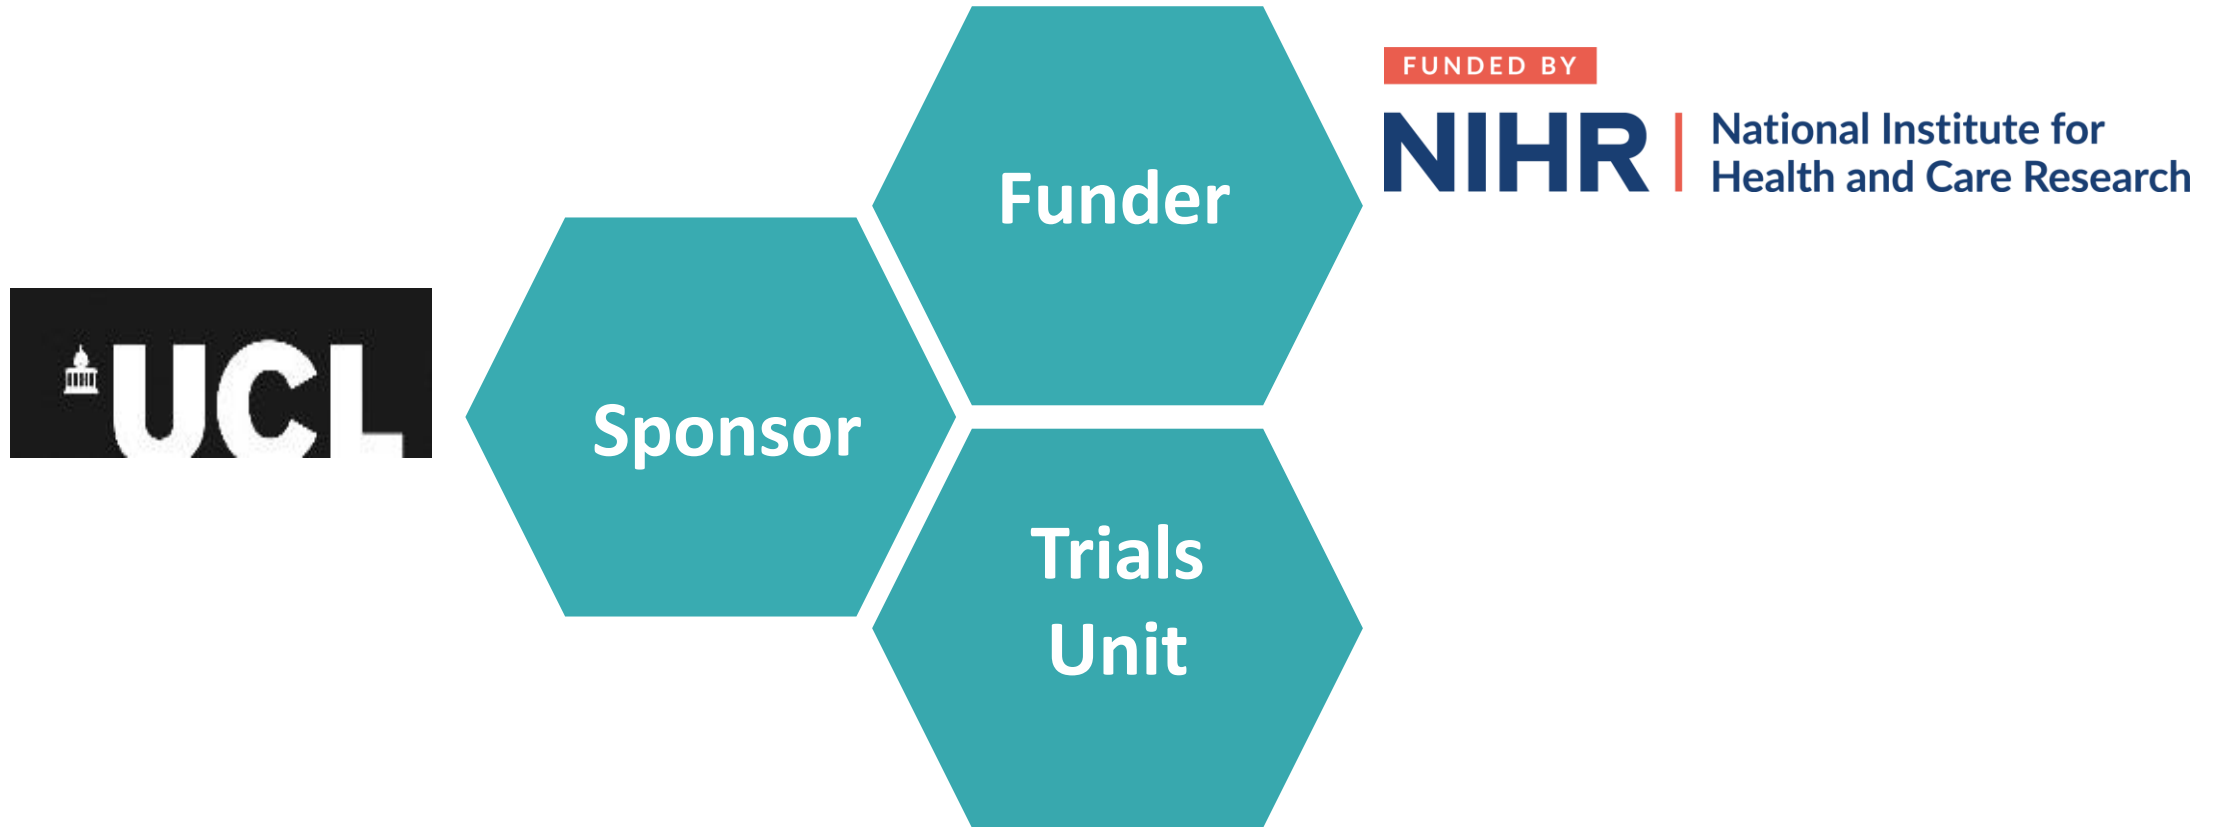 FUNDED BY
NIHR | National Institute for
Health and Care Research
Funder
UCL
Sponsor
Trials
Unit